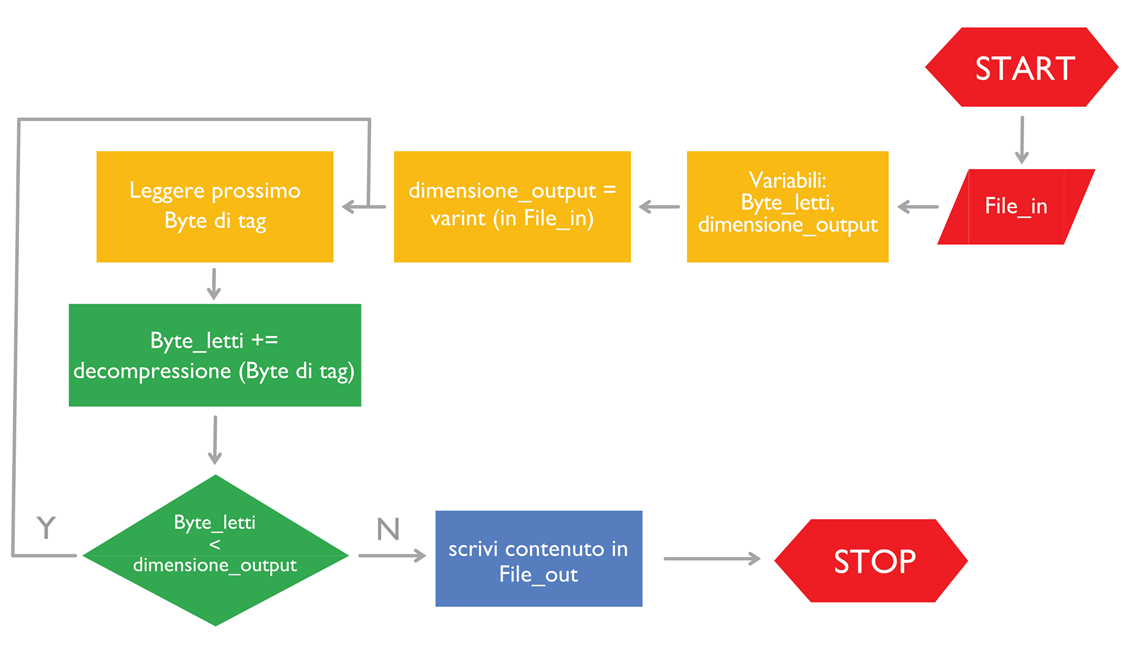 START
File_in
Variabili:
Byte_letti,
dimensione_output
dimensione_output =
varint (in File_in)
Leggere prossimo
Byte di tag
Byte_letti +=
decompressione (Byte di tag)
Byte_letti
<
dimensione_output
Y
N
scrivi contenuto in
File_out
STOP